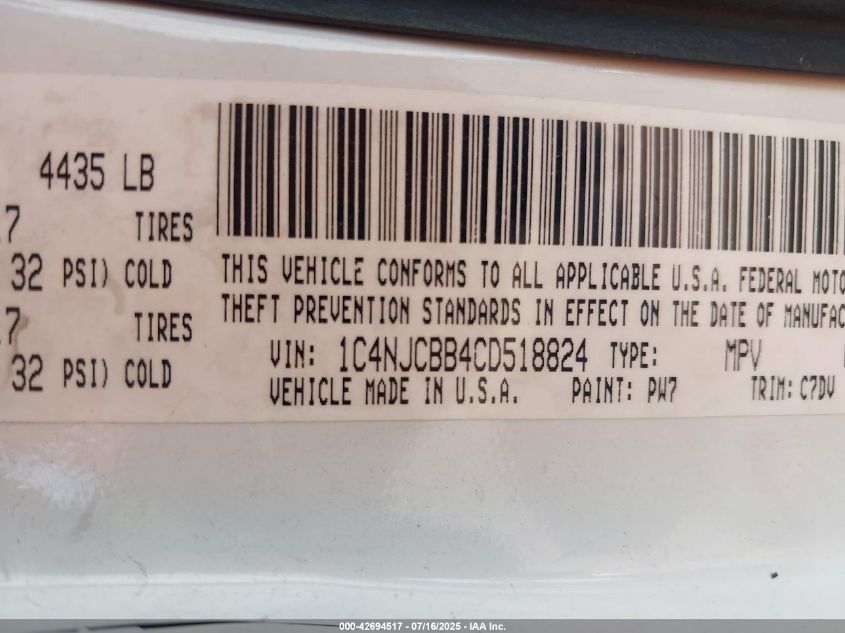 4435 LB
17 TIRES
32 PSI) COLD
17 TIRES
32 PSI) COLD
THIS VEHICLE CONFORMS TO ALL APPLICABLE U.S.A. FEDERAL MOTO
THEFT PREVENTION STANDARDS IN EFFECT ON THE DATE OF MANUFAC
VIN: 1C4NJCBB4CD518824 TYPE: MPV
VEHICLE MADE IN U.S.A. PAINT: PW7 TRIM: C7DV
000-42694517 - 07/16/2025 - IAA Inc.